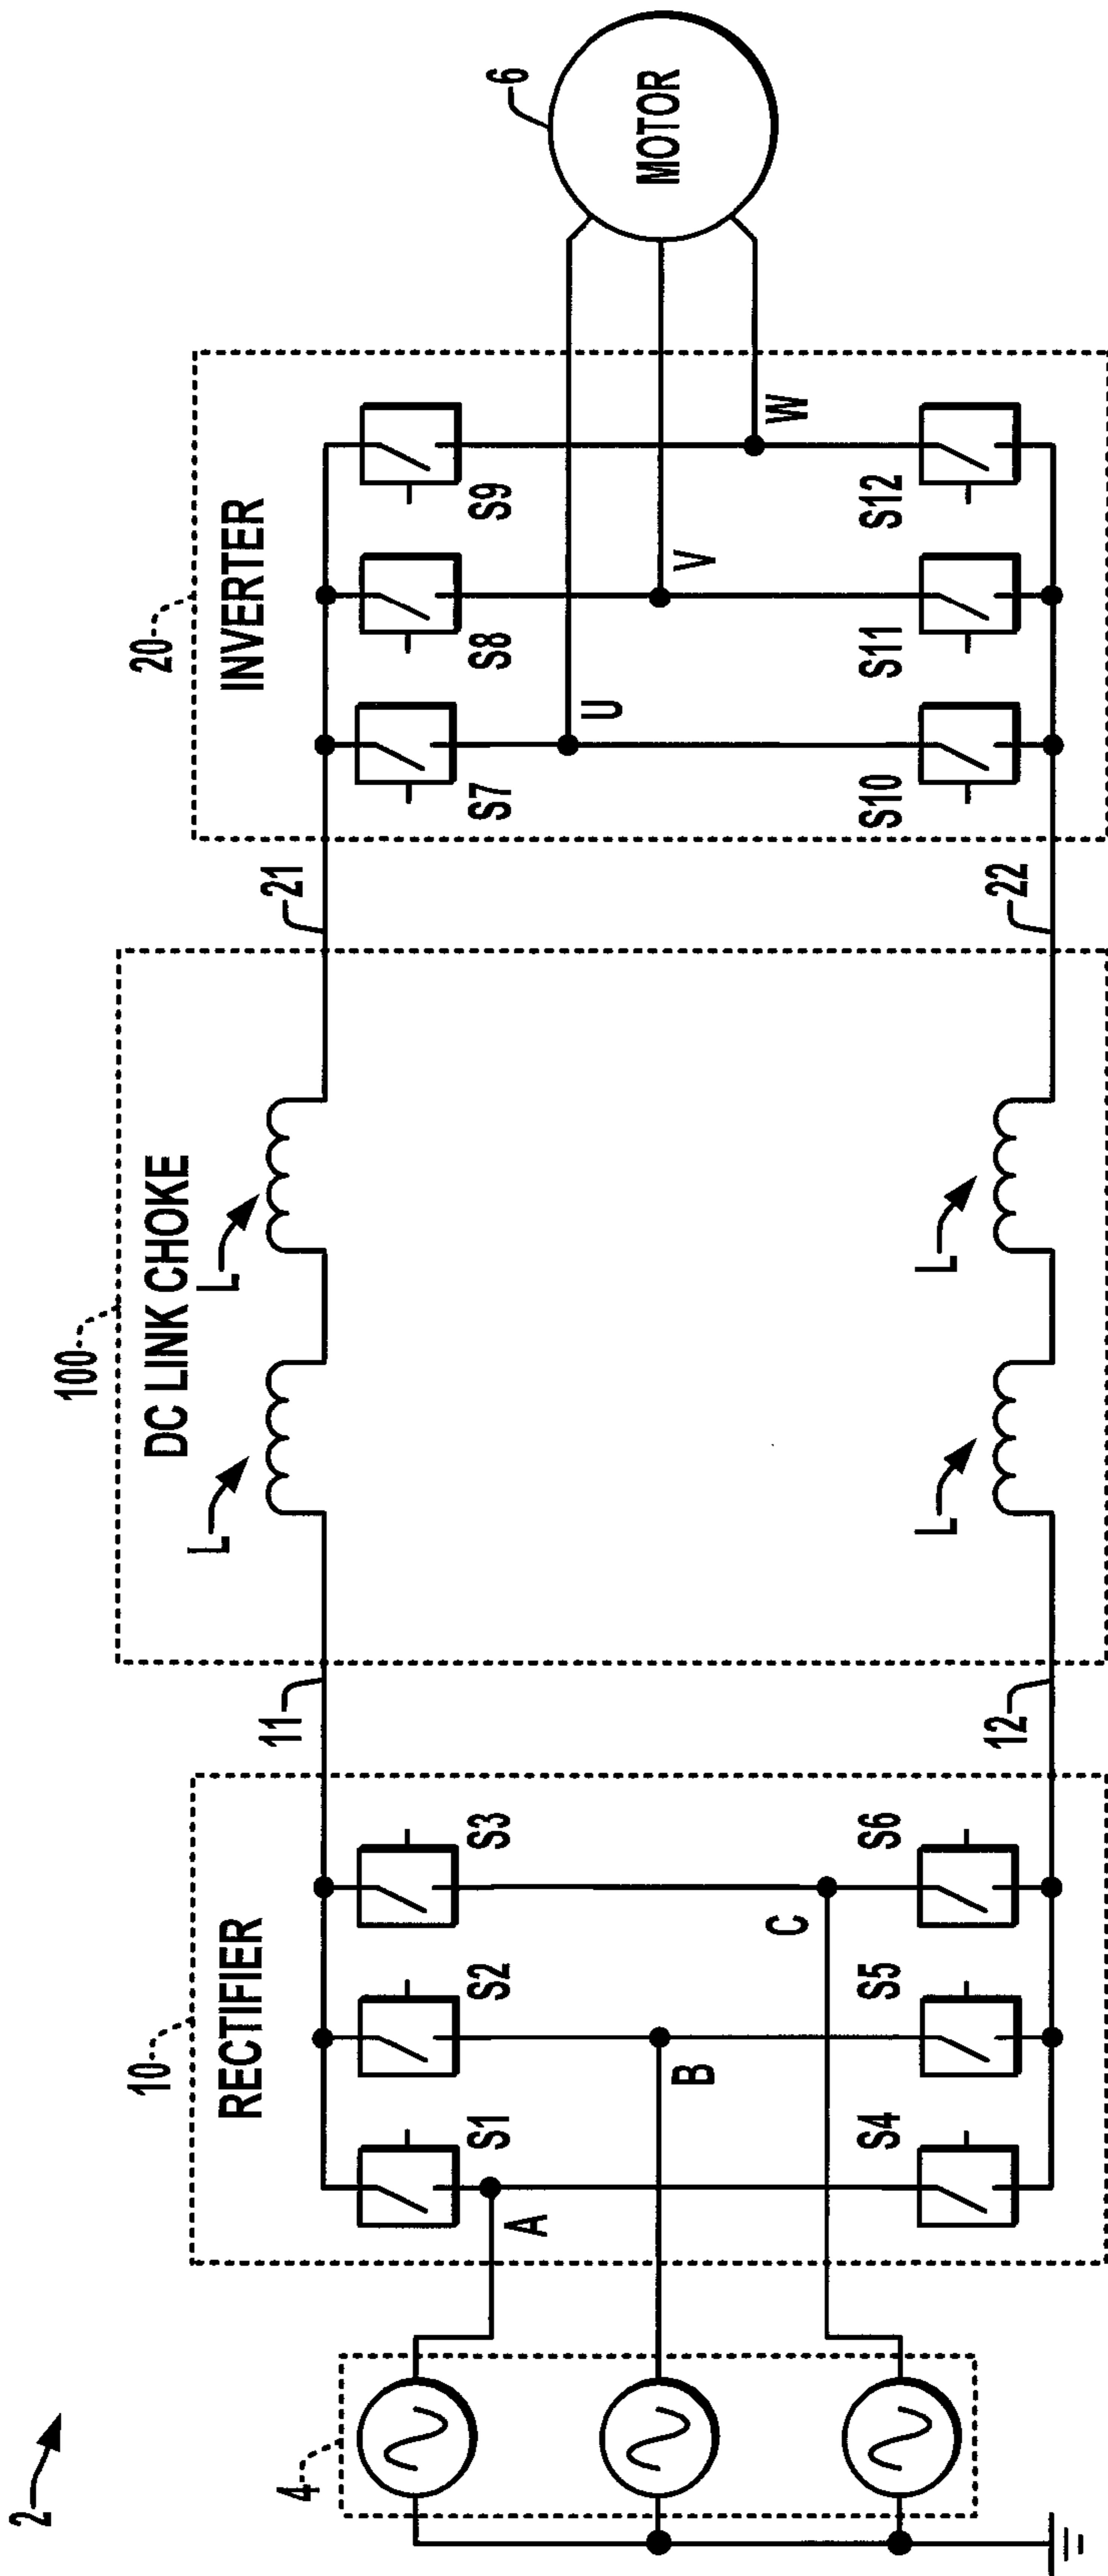 2
4
10
RECTIFIER
S1
S2
S3
A
B
C
S4
S5
S6
11
12
100
DC LINK CHOKE
L
L
L
L
21
22
20
INVERTER
S7
S8
S9
U
V
W
S10
S11
S12
6
MOTOR